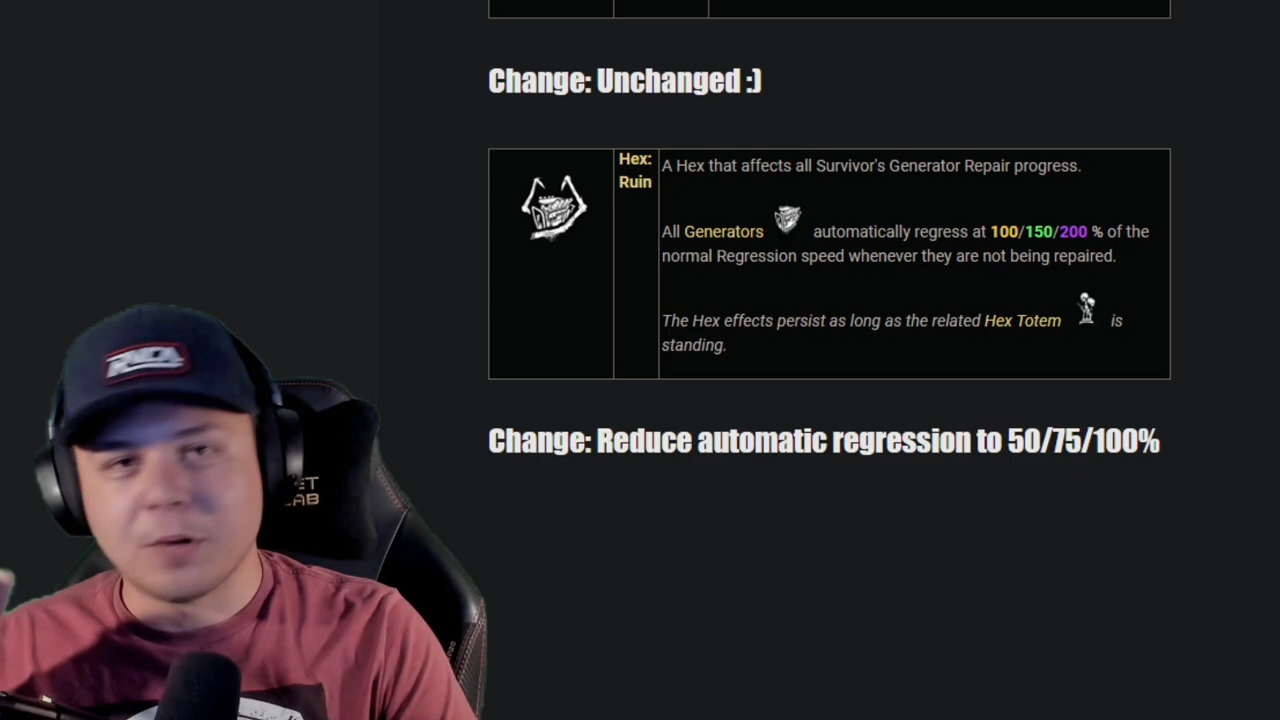 Change: Unchanged :)
Hex:
Ruin
A Hex that affects all Survivor's Generator Repair progress.
All Generators automatically regress at 100/150/200 % of the
normal Regression speed whenever they are not being repaired.
The Hex effects persist as long as the related Hex Totem is
standing.
Change: Reduce automatic regression to 50/75/100%